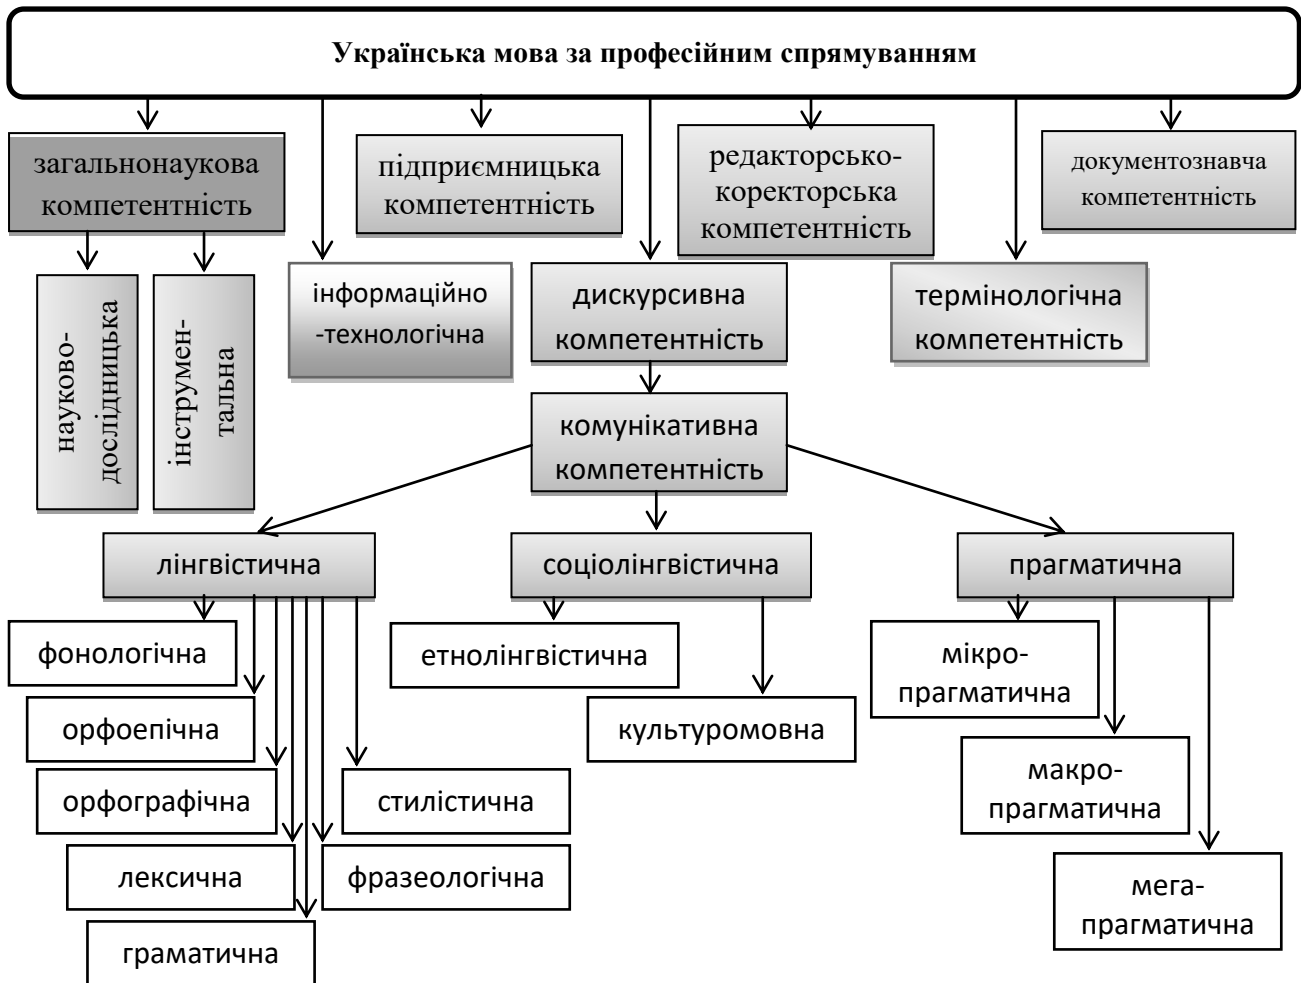 Українська мова за професійним спрямуванням
загальнонаукова
компетентність
підприємницька
компетентність
редакторсько-
коректорська
компетентність
документознавча
компетентність
науково-
дослідницька
інструмен-
тальна
інформаційно
-технологічна
дискурсивна
компетентність
термінологічна
компетентність
комунікативна
компетентність
лінгвістична
соціолінгвістична
прагматична
фонологічна
орфоепічна
орфографічна
лексична
граматична
стилістична
фразеологічна
етнолінгвістична
культуромовна
мікро-
прагматична
макро-
прагматична
мега-
прагматична